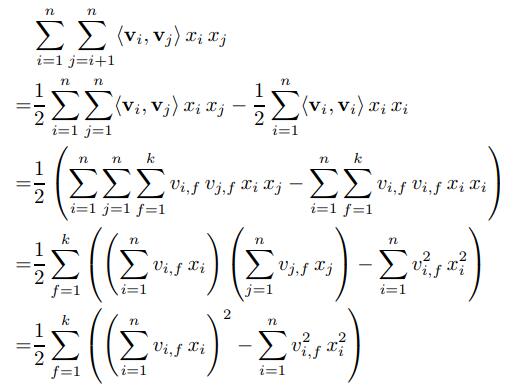 \sum_{i=1}^{n} \sum_{j=i+1}^{n} \langle \mathbf{v}_i, \mathbf{v}_j \rangle \, x_i \, x_j
= \frac{1}{2} \sum_{i=1}^{n} \sum_{j=1}^{n} \langle \mathbf{v}_i, \mathbf{v}_j \rangle \, x_i \, x_j - \frac{1}{2} \sum_{i=1}^{n} \langle \mathbf{v}_i, \mathbf{v}_i \rangle \, x_i \, x_i
= \frac{1}{2} \left( \sum_{i=1}^{n} \sum_{j=1}^{n} \sum_{f=1}^{k} v_{i,f} \, v_{j,f} \, x_i \, x_j - \sum_{i=1}^{n} \sum_{f=1}^{k} v_{i,f} \, v_{i,f} \, x_i \, x_i \right)
= \frac{1}{2} \sum_{f=1}^{k} \left( \left( \sum_{i=1}^{n} v_{i,f} \, x_i \right) \left( \sum_{j=1}^{n} v_{j,f} \, x_j \right) - \sum_{i=1}^{n} v_{i,f}^2 \, x_i^2 \right)
= \frac{1}{2} \sum_{f=1}^{k} \left( \left( \sum_{i=1}^{n} v_{i,f} \, x_i \right)^2 - \sum_{i=1}^{n} v_{i,f}^2 \, x_i^2 \right)